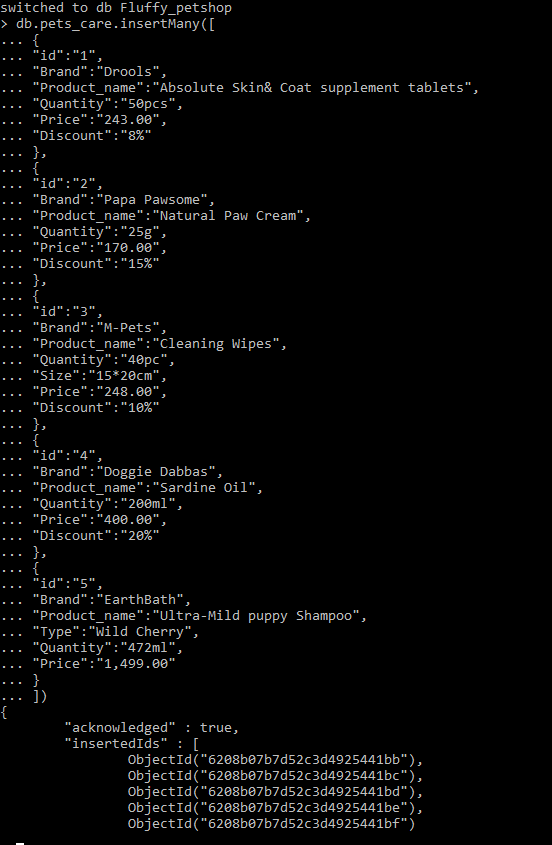 switched to db Fluffy_petshop
> db.pets_care.insertMany([
... {
... "id":"1",
... "Brand":"Drools",
... "Product_name":"Absolute Skin& Coat supplement tablets",
... "Quantity":"50pcs",
... "Price":"243.00",
... "Discount":"8%"
... },
... {
... "id":"2",
... "Brand":"Papa Pawsome",
... "Product_name":"Natural Paw Cream",
... "Quantity":"25g",
... "Price":"170.00",
... "Discount":"15%"
... },
... {
... "id":"3",
... "Brand":"M-Pets",
... "Product_name":"Cleaning Wipes",
... "Quantity":"40pc",
... "Size":"15*20cm",
... "Price":"248.00",
... "Discount":"10%"
... },
... {
... "id":"4",
... "Brand":"Doggie Dabbas",
... "Product_name":"Sardine Oil",
... "Quantity":"200ml",
... "Price":"400.00",
... "Discount":"20%"
... },
... {
... "id":"5",
... "Brand":"EarthBath",
... "Product_name":"Ultra-Mild puppy Shampoo",
... "Type":"Wild Cherry",
... "Quantity":"472ml",
... "Price":"1,499.00"
... }
... ])
{
        "acknowledged" : true,
        "insertedIds" : [
                ObjectId("6208b07b7d52c3d4925441bb"),
                ObjectId("6208b07b7d52c3d4925441bc"),
                ObjectId("6208b07b7d52c3d4925441bd"),
                ObjectId("6208b07b7d52c3d4925441be"),
                ObjectId("6208b07b7d52c3d4925441bf")